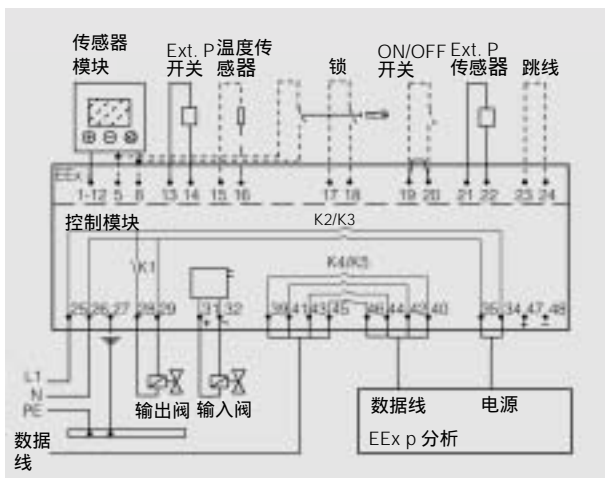 传感器
模块
Ext. P
开关
温度传
感器
锁
ON/OFF
开关
Ext. P
传感器
跳线
EEx
1-12 5 8 13 14 15 16 17 18 19 20 21 22 23 24
控制模块
K2/K3
K1
K4/K5
25 26 27 28 29 31 32 39 41 43 45 46 44 42 40 35 34 47 48
+ -
L1
N
PE
输出阀
输入阀
数据线
电源
数据
线
EEx p 分析